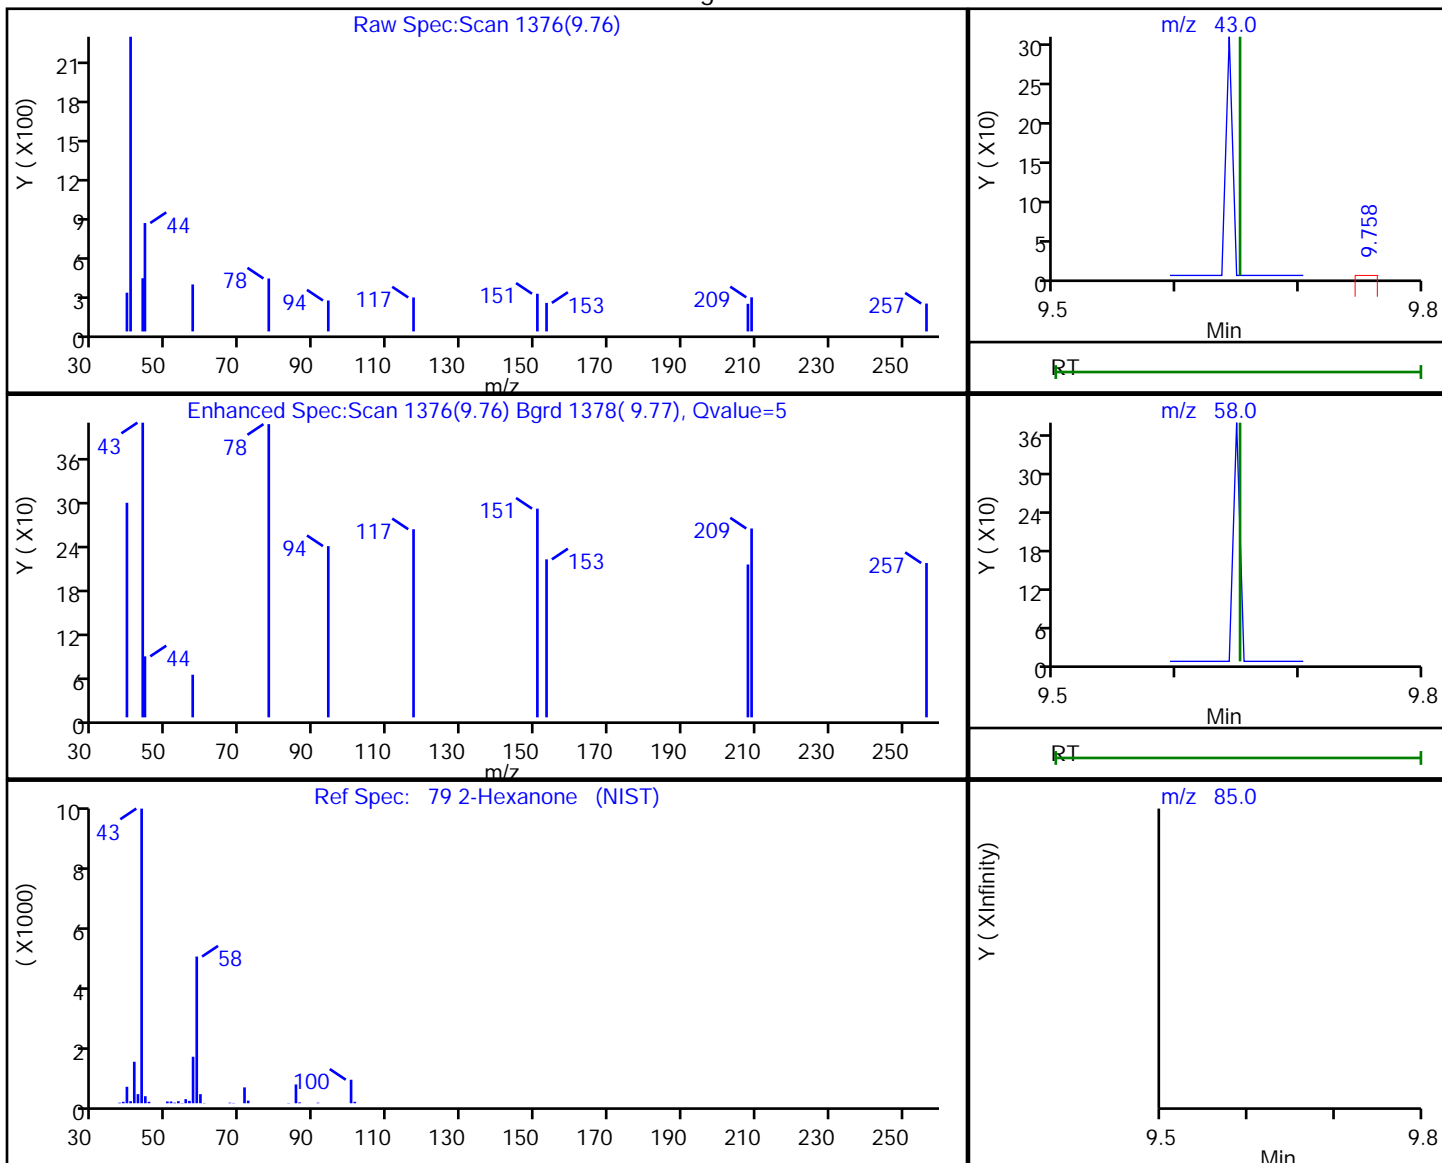 Raw Spec:Scan 1376(9.76)
Y ( X100)
21
18
15
12
9
6
3
0
44
78
94
117
151
153
209
257
30 50 70 90 110 130 150 170 190 210 230 250
m/z
m/z 43.0
Y ( X10)
30
25
20
15
10
5
0
9.758
9.5 9.8
Min
RT
Enhanced Spec:Scan 1376(9.76) Bgrd 1378( 9.77), Qvalue=5
Y ( X10)
36
30
24
18
12
6
0
43
44
78
94
117
151
153
209
257
30 50 70 90 110 130 150 170 190 210 230 250
m/z
m/z 58.0
Y ( X10)
36
30
24
18
12
6
0
9.5 9.8
Min
RT
Ref Spec: 79 2-Hexanone (NIST)
( X1000)
10
8
6
4
2
0
43
58
100
30 50 70 90 110 130 150 170 190 210 230 250
m/z 85.0
Y ( XInfinity)
9.5 9.8
Min